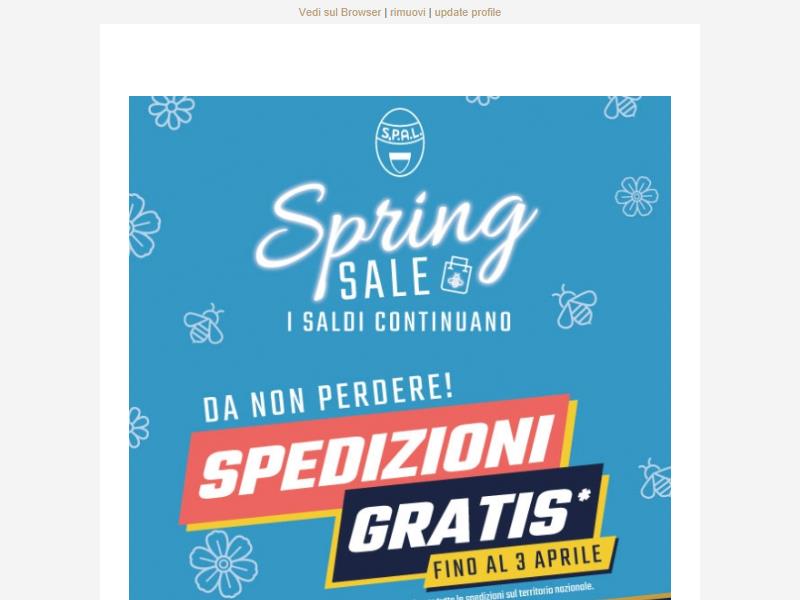 Vedi sul Browser | rimuovi | update profile
S.P.A.L.
Spring
SALE
I SALDI CONTINUANO
DA NON PERDERE!
SPEDIZIONI
GRATIS*
FINO AL 3 APRILE
le spedizioni sul territorio nazionale.